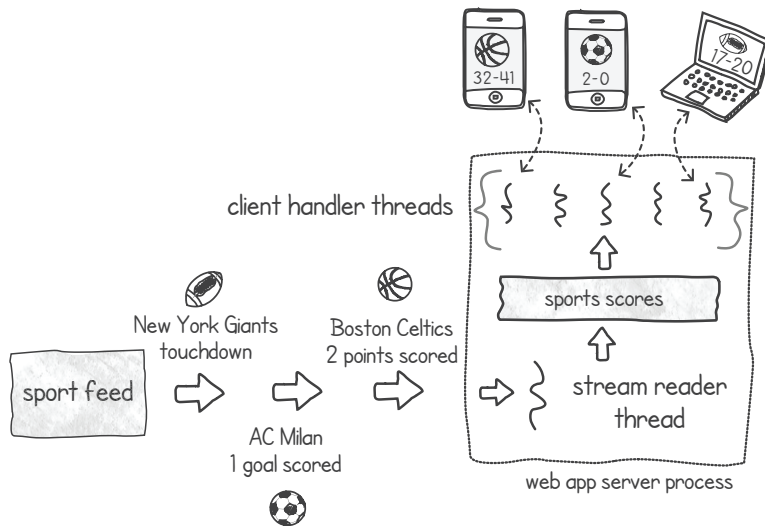 32-41
2-0
17-20
client handler threads
sports scores
New York Giants
touchdown
Boston Celtics
2 points scored
sport feed
stream reader
thread
AC Milan
1 goal scored
web app server process